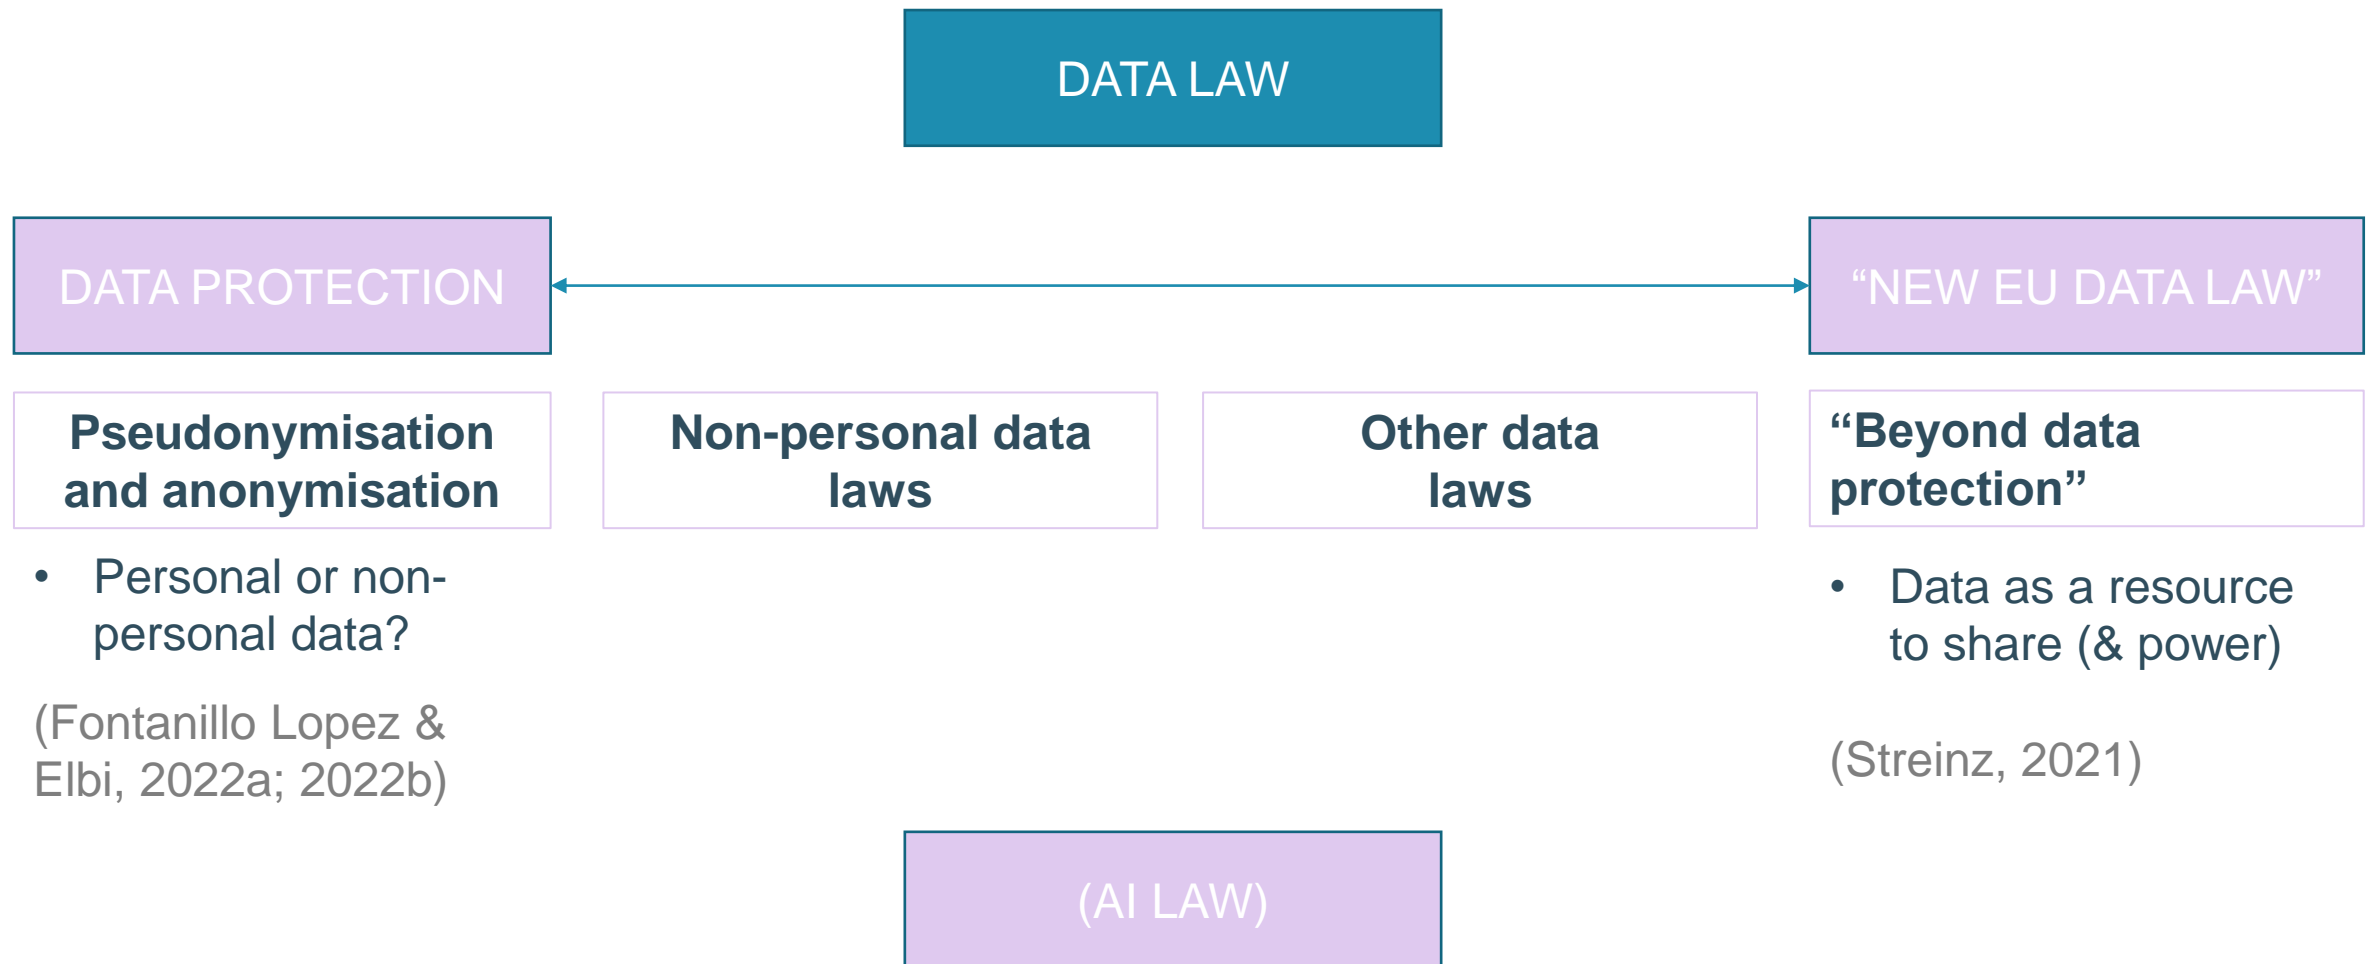 DATA LAW
DATA PROTECTION
“NEW EU DATA LAW”
Pseudonymisation
and anonymisation
Non-personal data
laws
Other data
laws
“Beyond data
protection”
• Personal or non-
personal data?
(Fontanillo Lopez &
Elbi, 2022a; 2022b)
• Data as a resource
to share (& power)
(Streinz, 2021)
(AI LAW)